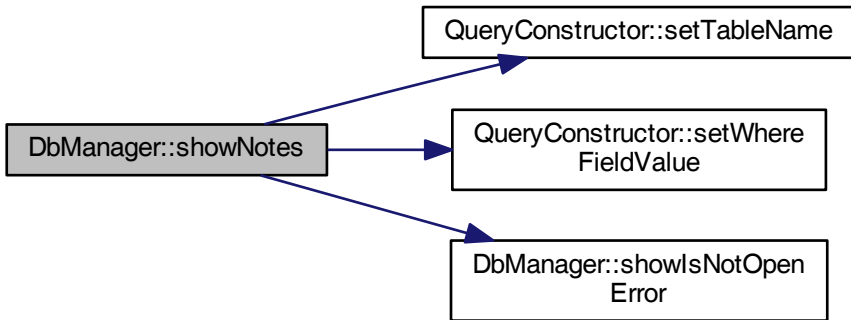 QueryConstructor::setTableName
DbManager::showNotes
QueryConstructor::setWhere
FieldValue
DbManager::showIsNotOpen
Error